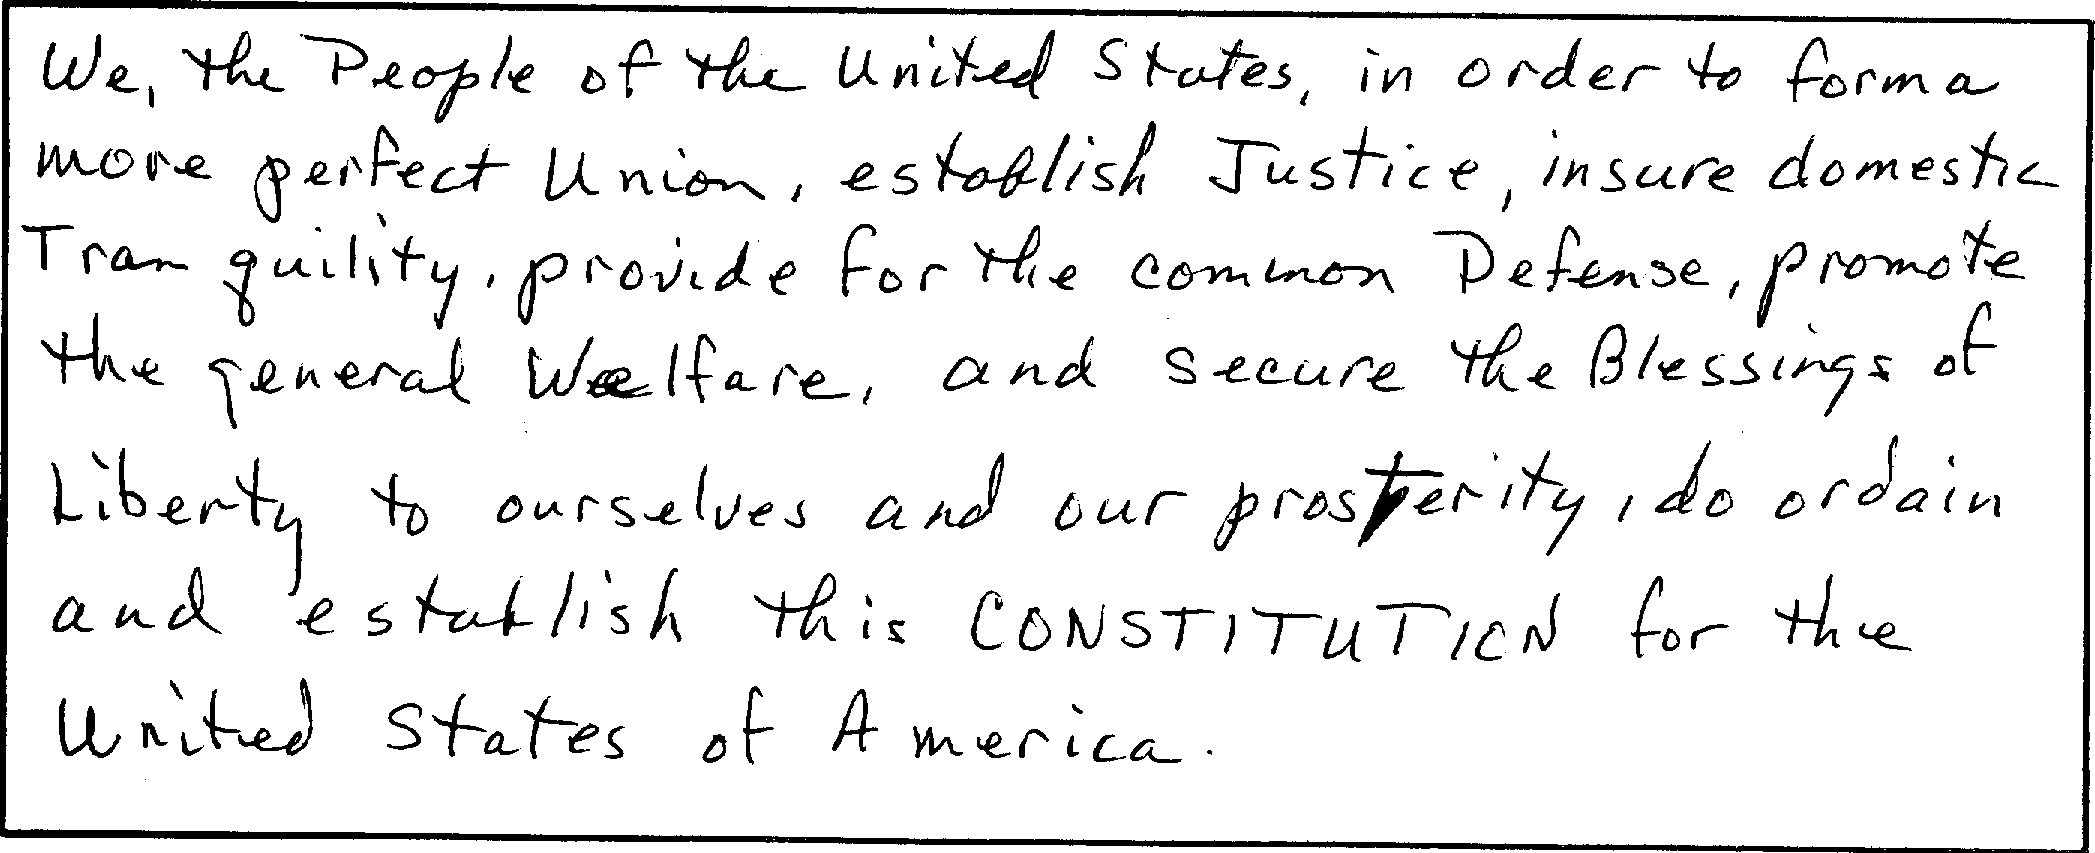 We, the People of the United States, in order to form a
more perfect Union, establish Justice, insure domestic
Tranquility, provide for the common Defense, promote
the general Welfare, and secure the Blessings of
Liberty to ourselves and our prosterity, do ordain
and establish this CONSTITUTION for the
United States of America.